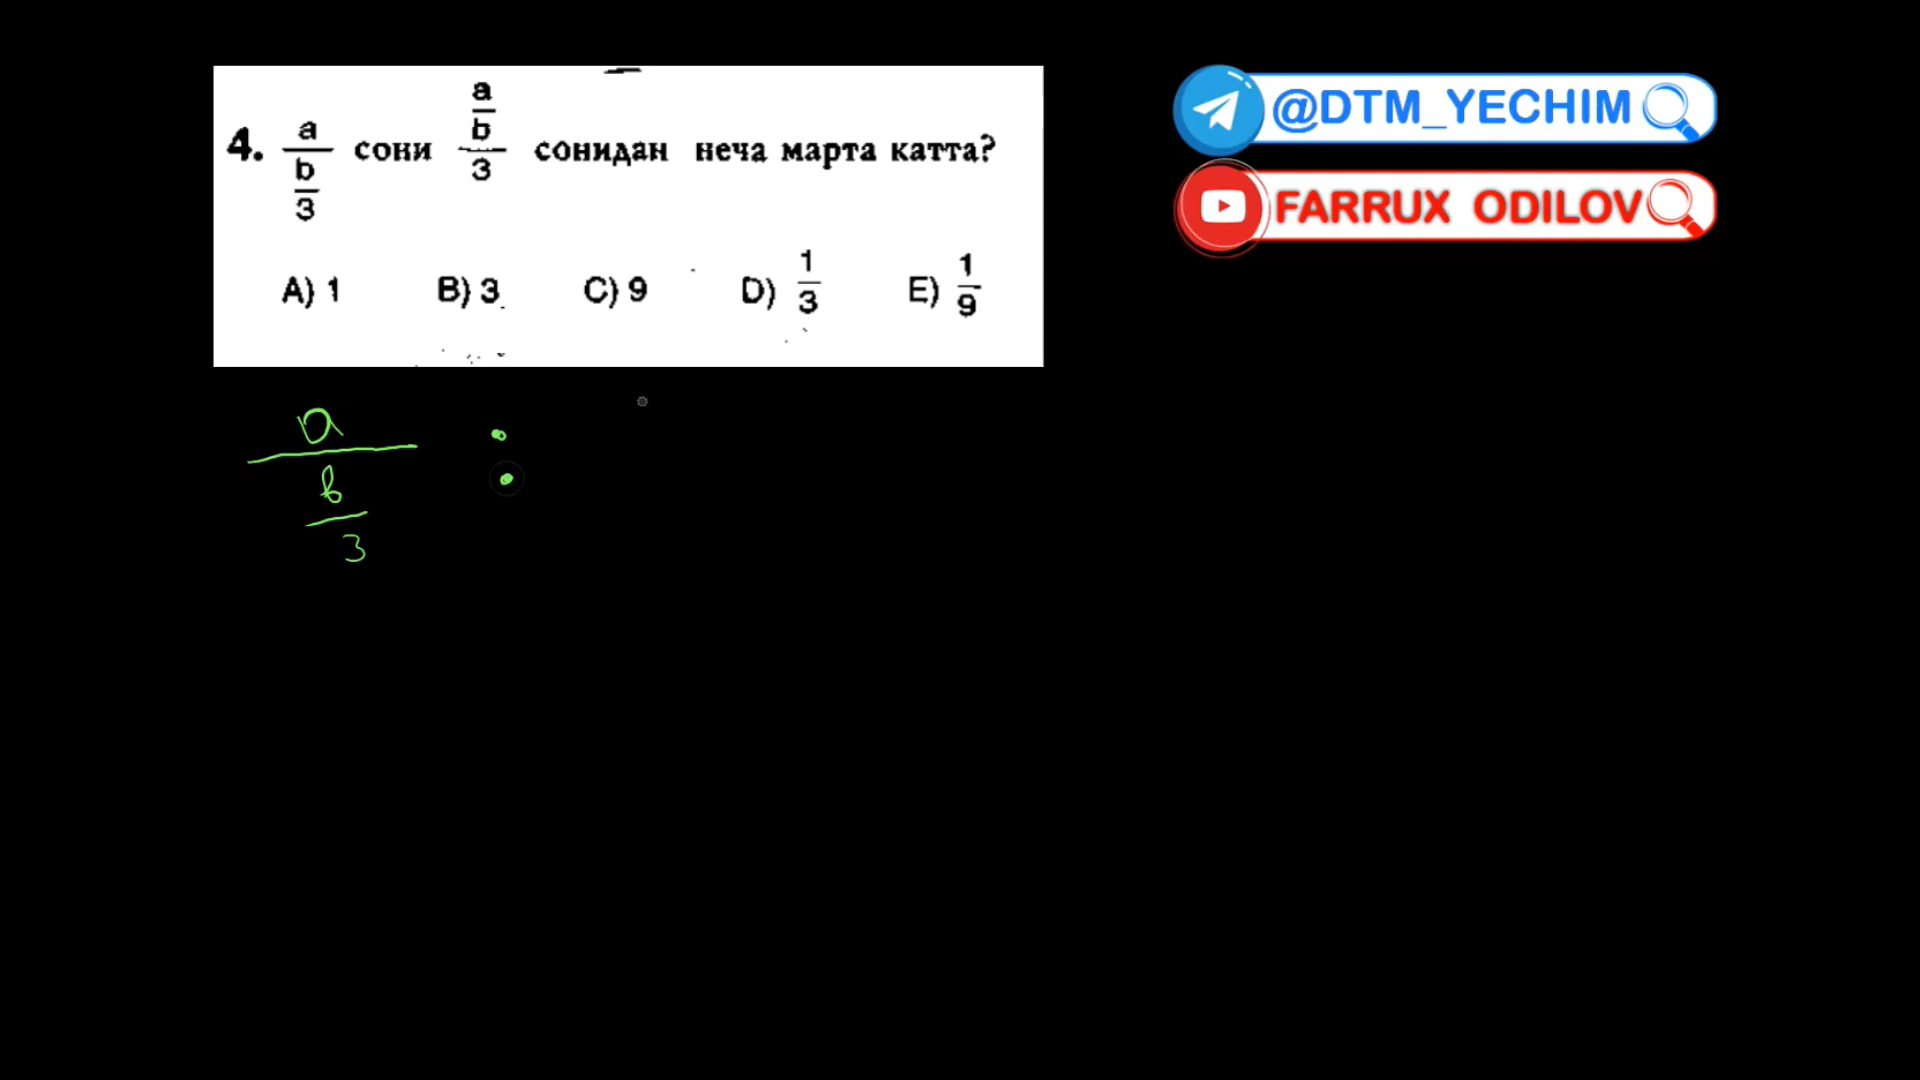 4. a/(b/3) сони (a/b)/3 сонидан неча марта катта?
A) 1 B) 3 C) 9 D) 1/3 E) 1/9
@DTM_YECHIM
FARRUX ODILOV
a/(b/3) :